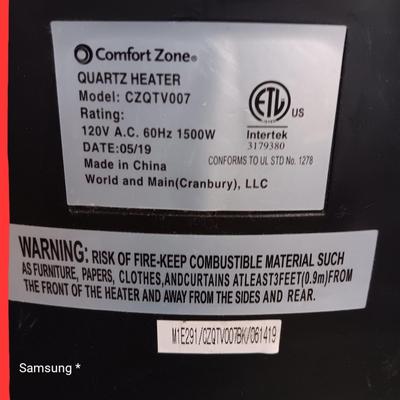 Comfort Zone®
QUARTZ HEATER
Model: CZQTV007
Rating:
120V A.C. 60Hz 1500W
DATE:05/19
Made in China
World and Main(Cranbury), LLC
ETL
US
Intertek
3179380
CONFORMS TO UL STD No. 1278
WARNING: RISK OF FIRE-KEEP COMBUSTIBLE MATERIAL SUCH
AS FURNITURE, PAPERS, CLOTHES,ANDCURTAINS ATLEAST3FEET(0.9m)FROM
THE FRONT OF THE HEATER AND AWAY FROM THE SIDES AND REAR.
M1E291/CZQTV007BK/061419
Samsung *